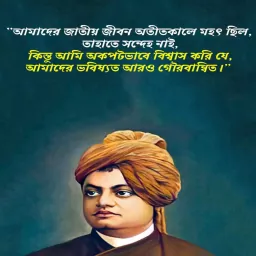 "আমাদের জাতীয় জীবন অতীতকালে মহৎ ছিল,
তাহাতে সন্দেহ নাই,
কিন্তু আমি অকপটভাবে বিশ্বাস করি যে,
আমাদের ভবিষ্যত আরও গৌরবান্বিত।"